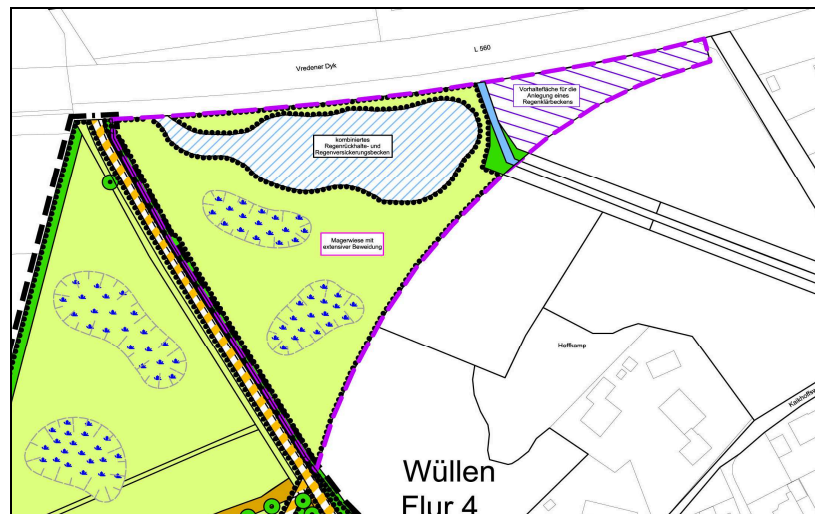 L 560
Vredener Dyk
Vorhaltefläche für die
Anlegung eines
Regenklärbeckens
kombiniertes
Regenrückhalte- und
Regenversickerungsbecken
Magerwiese mit
extensiver Beweidung
Hoffkamp
Wüllen
Flur 4